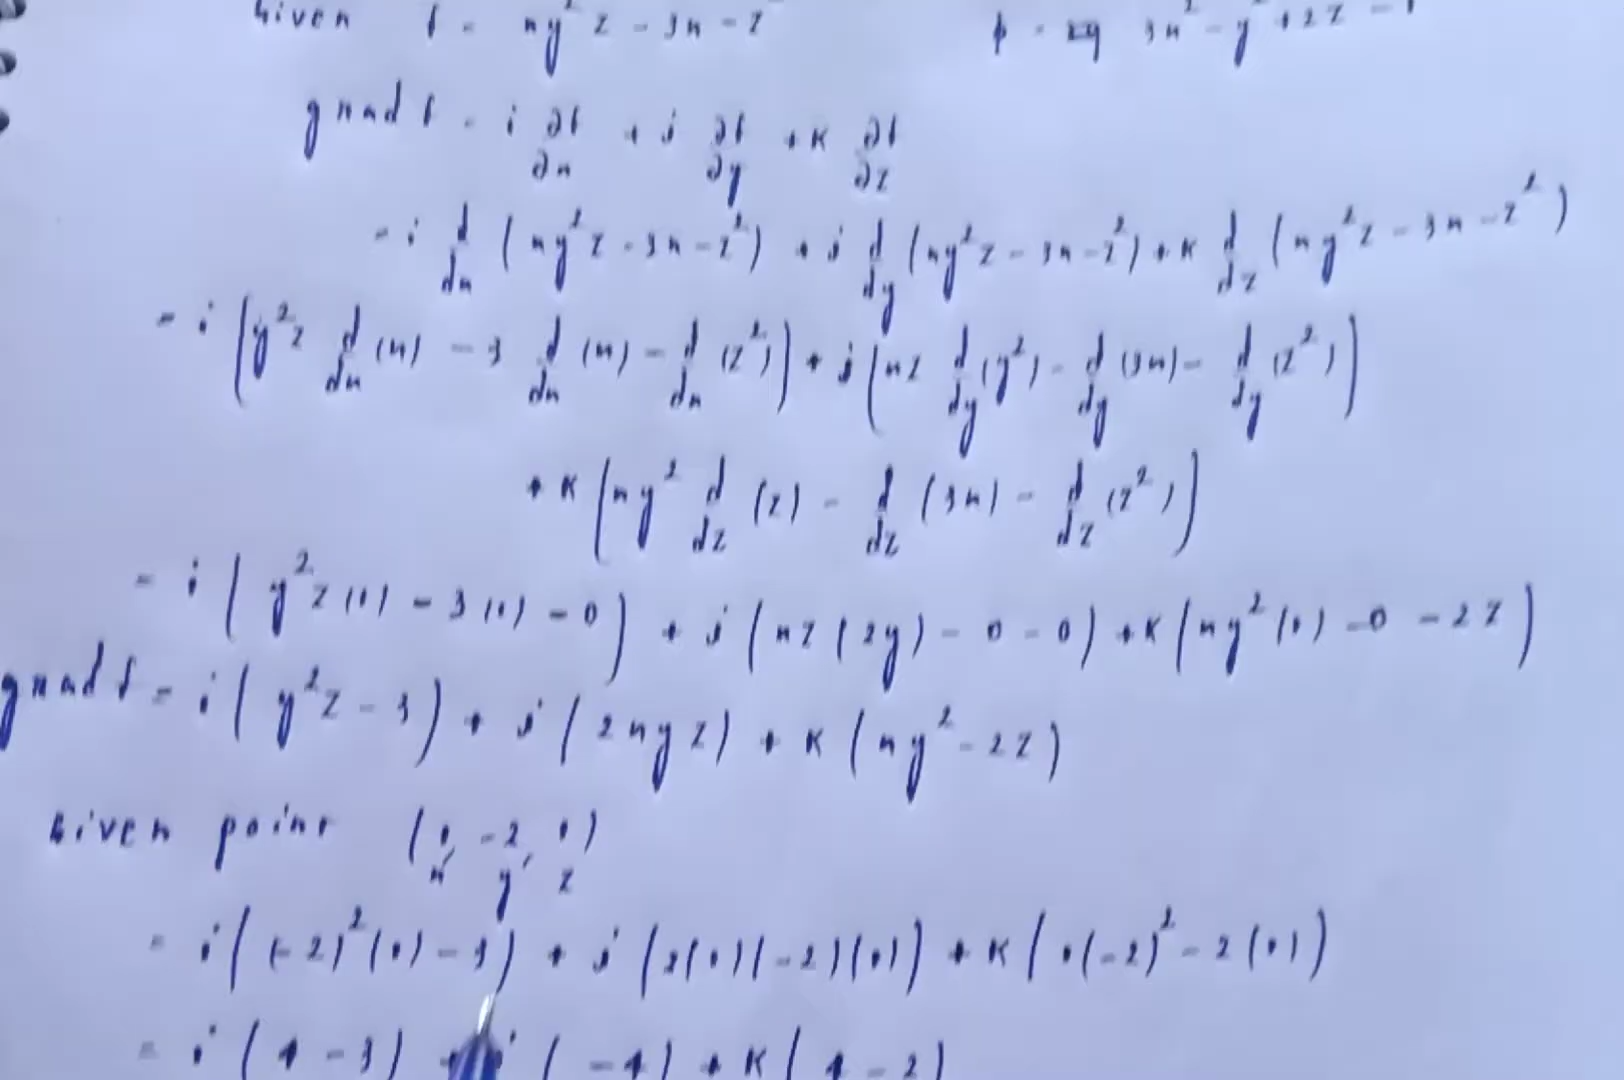 Given f = xy²z - 3x - z² φ = 3x² - y² + 2z - 1
grad f = i ∂f/∂x + j ∂f/∂y + k ∂f/∂z
= i d/dx (xy²z - 3x - z²) + j d/dy (xy²z - 3x - z²) + k d/dz (xy²z - 3x - z²)
= i (y²z d/dx (x) - 3 d/dx (x) - d/dx (z²)) + j (xz d/dy (y²) - d/dy (3x) - d/dy (z²))
+ k (xy² d/dz (z) - d/dz (3x) - d/dz (z²))
= i (y²z(1) - 3(1) - 0) + j (xz(2y) - 0 - 0) + k (xy²(1) - 0 - 2z)
grad f = i (y²z - 3) + j (2xyz) + k (xy² - 2z)
Given point (1, -2, 1)
x, y, z
= i ((-2)²(1) - 3) + j (2(1)(-2)(1)) + k (1(-2)² - 2(1))
= i (4 - 3) + j (-4) + k (4 - 2)